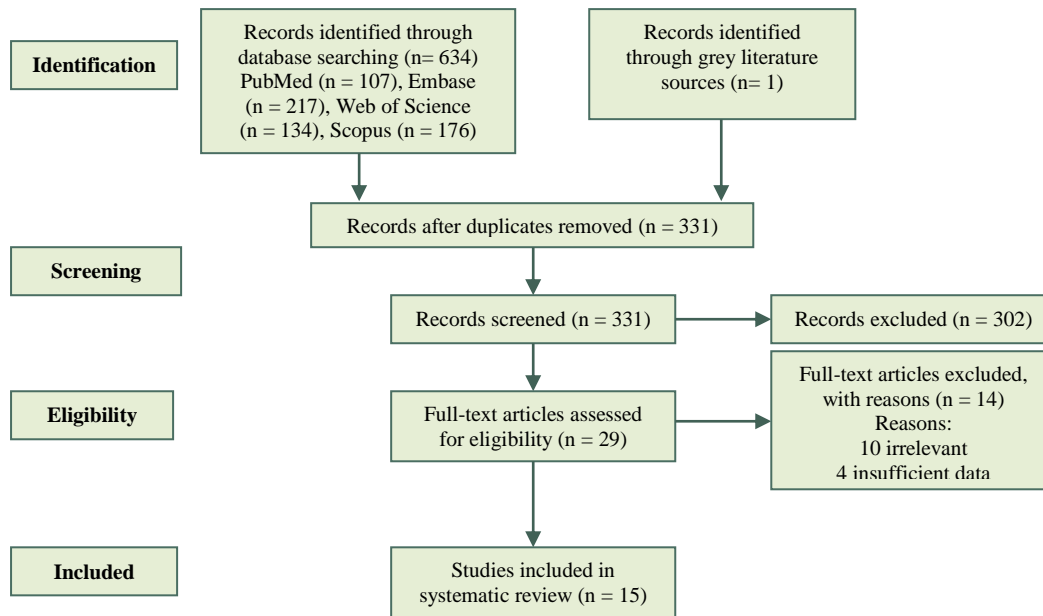 Identification
Records identified through
database searching (n= 634)
PubMed (n = 107), Embase
(n = 217), Web of Science
(n = 134), Scopus (n = 176)
Records identified
through grey literature
sources (n= 1)
Records after duplicates removed (n = 331)
Screening
Records screened (n = 331)
Records excluded (n = 302)
Eligibility
Full-text articles assessed
for eligibility (n = 29)
Full-text articles excluded,
with reasons (n = 14)
Reasons:
10 irrelevant
4 insufficient data
Included
Studies included in
systematic review (n = 15)